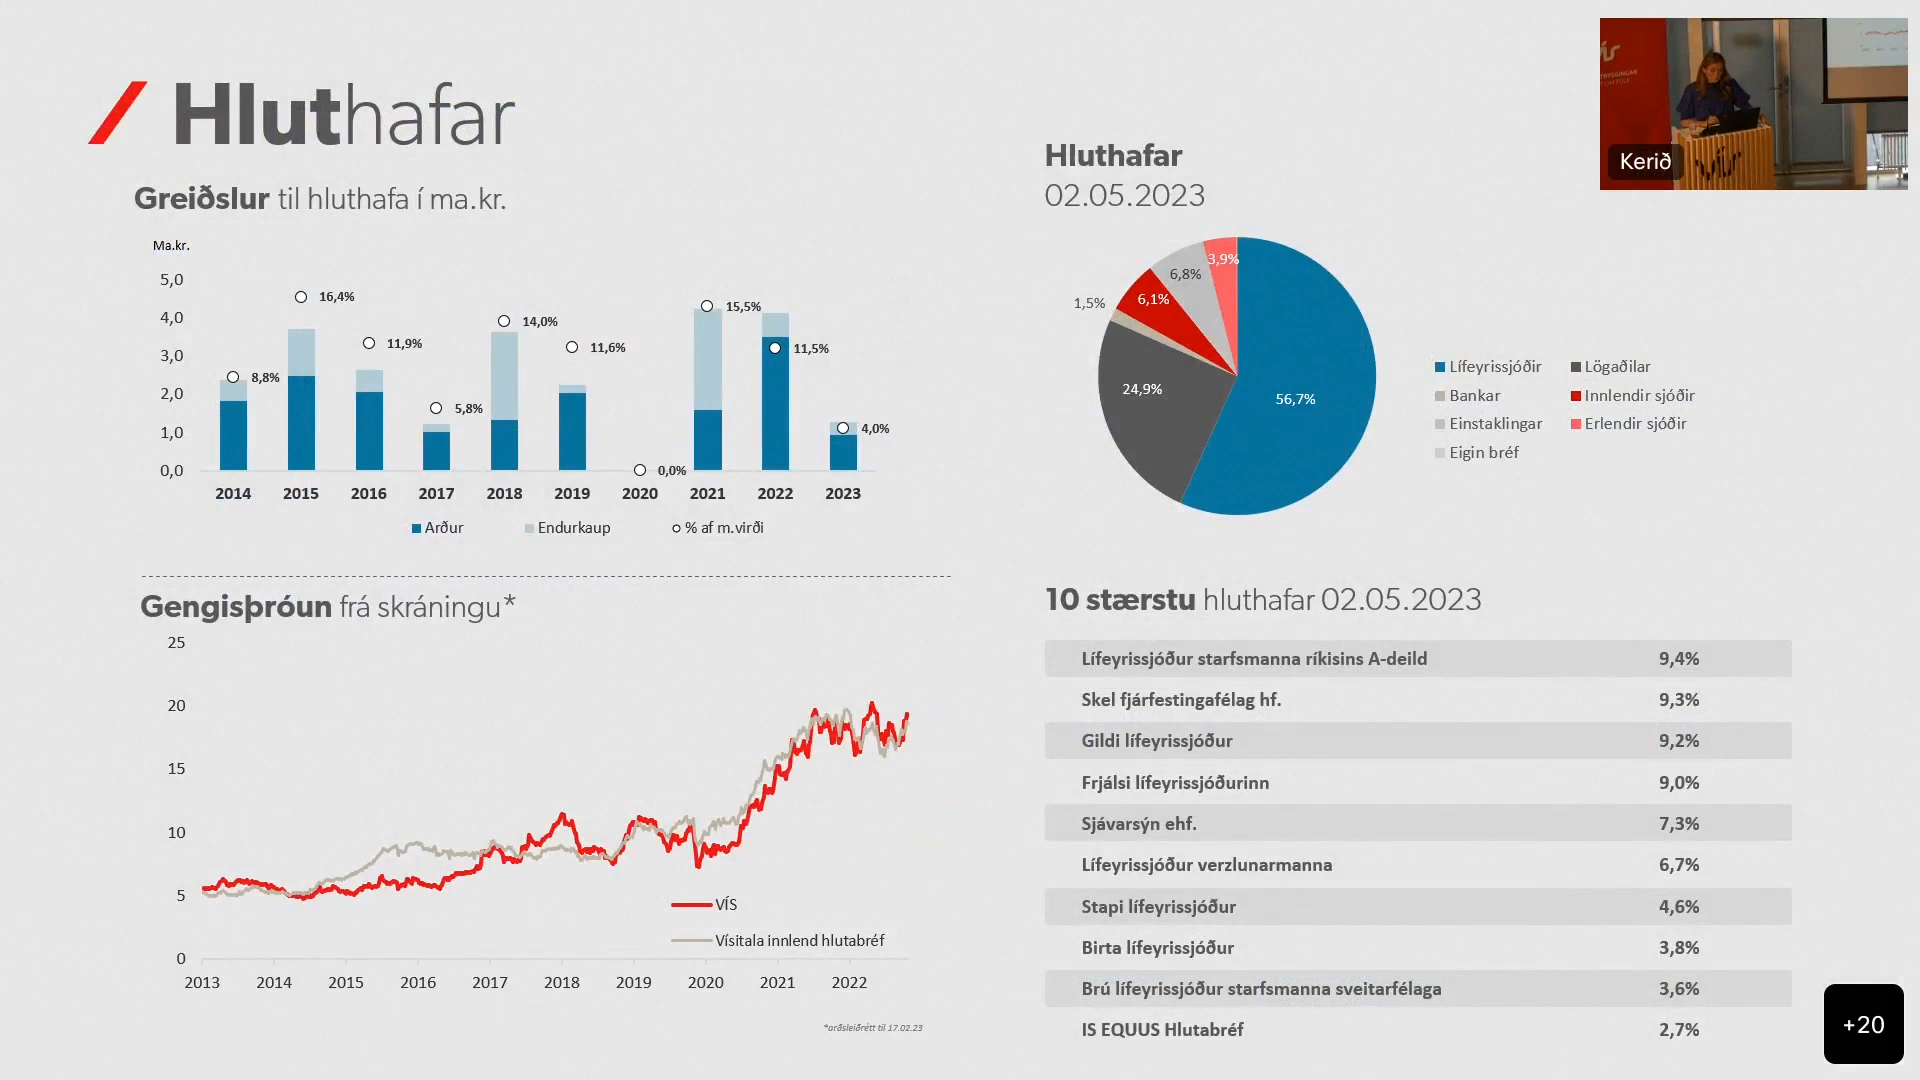 Hluthafar
Greiðslur til hluthafa í ma.kr.
Ma.kr.
5,0
4,0
3,0
2,0
1,0
0,0
8,8%
16,4%
11,9%
5,8%
14,0%
11,6%
0,0%
15,5%
11,5%
4,0%
2014 2015 2016 2017 2018 2019 2020 2021 2022 2023
Arður Endurkaup % af m.virði
Gengisþróun frá skráningu*
25
20
15
10
5
0
VÍS
Vísitala innlend hlutabréf
2013 2014 2015 2016 2017 2018 2019 2020 2021 2022
*arðsleiðrétt til 17.02.23
Hluthafar
02.05.2023
3,9%
6,8%
6,1%
1,5%
24,9%
56,7%
Lífeyrissjóðir Lögaðilar
Bankar Innlendir sjóðir
Einstaklingar Erlendir sjóðir
Eigin bréf
10 stærstu hluthafar 02.05.2023
Lífeyrissjóður starfsmanna ríkisins A-deild 9,4%
Skel fjárfestingafélag hf. 9,3%
Gildi lífeyrissjóður 9,2%
Frjálsi lífeyrissjóðurinn 9,0%
Sjávarsýn ehf. 7,3%
Lífeyrissjóður verzlunarmanna 6,7%
Stapi lífeyrissjóður 4,6%
Birta lífeyrissjóður 3,8%
Brú lífeyrissjóður starfsmanna sveitarfélaga 3,6%
IS EQUUS Hlutabréf 2,7%
Kerið
VÍS
+20